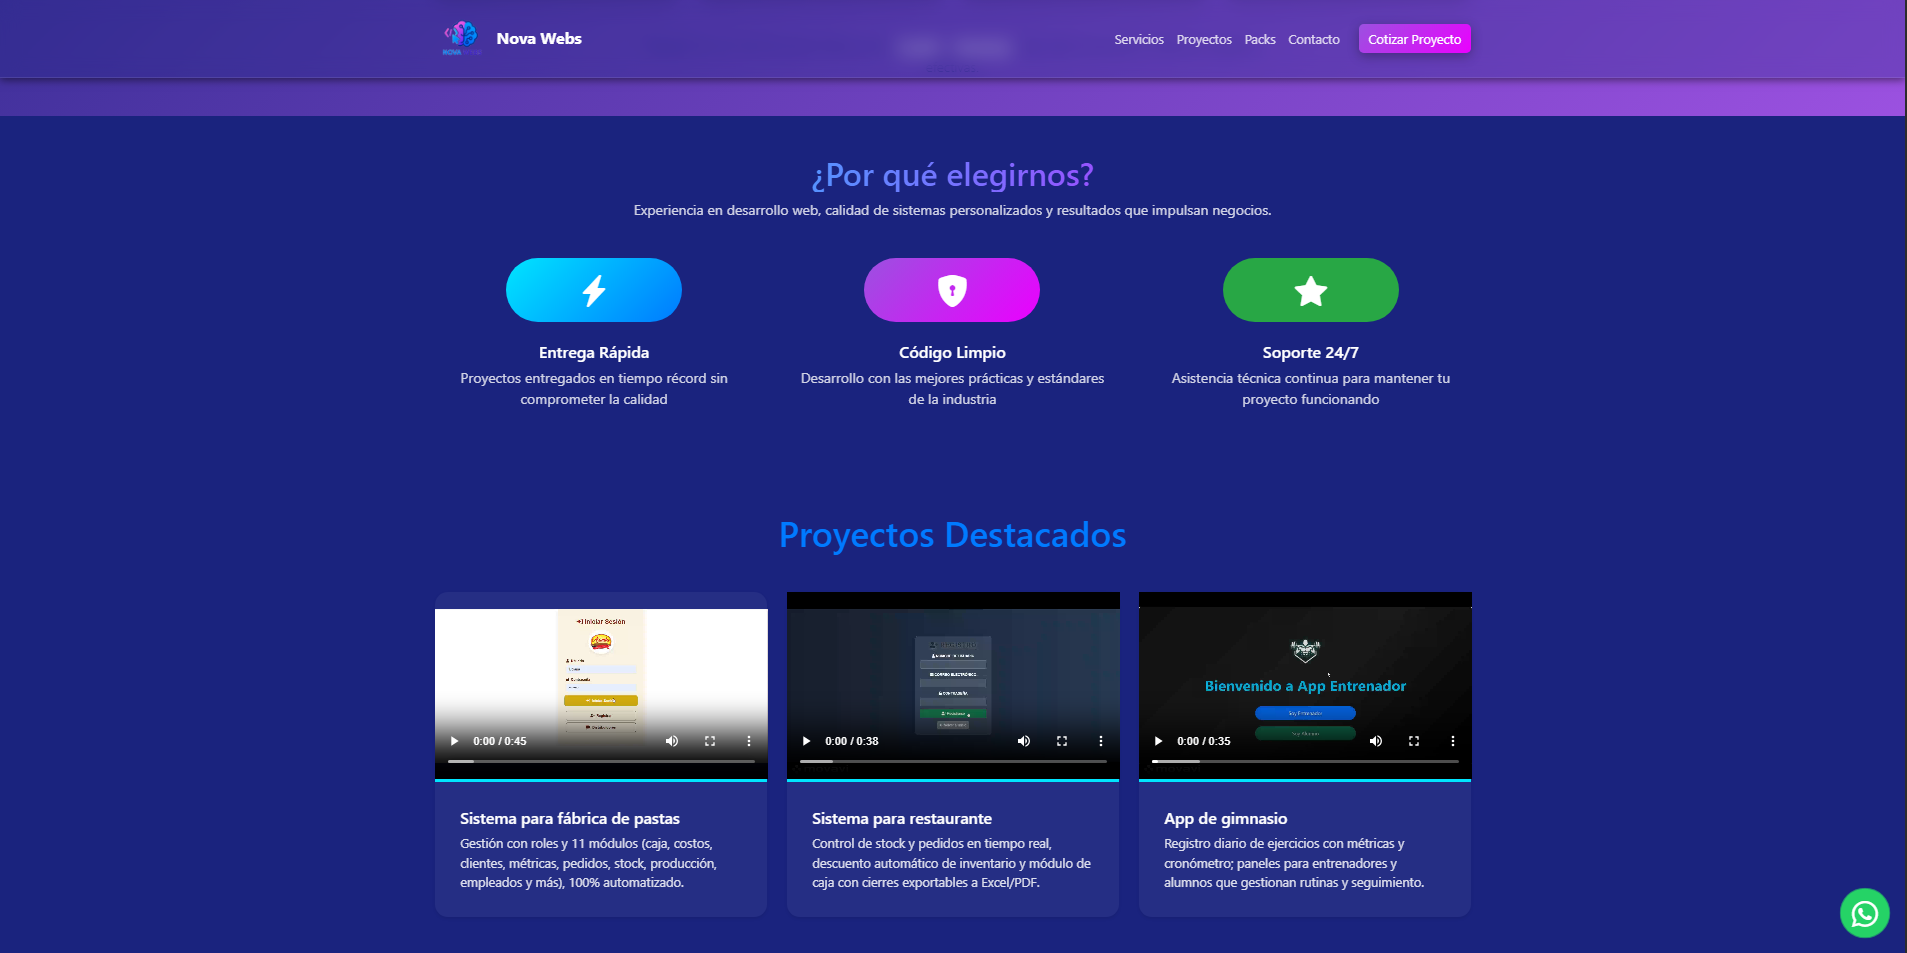 Nova Webs
Servicios
Proyectos
Packs
Contacto
Cotizar Proyecto
¿Por qué elegirnos?
Experiencia en desarrollo web, calidad de sistemas personalizados y resultados que impulsan negocios.
Entrega Rápida
Proyectos entregados en tiempo récord sin
comprometer la calidad
Código Limpio
Desarrollo con las mejores prácticas y estándares
de la industria
Soporte 24/7
Asistencia técnica continua para mantener tu
proyecto funcionando
Proyectos Destacados
Iniciar Sesión
0:00 / 0:45
Sistema para fábrica de pastas
Gestión con roles y 11 módulos (caja, costos,
clientes, métricas, pedidos, stock, producción,
empleados y más), 100% automatizado.
CORREO ELECTRÓNICO
CONTRASEÑA
0:00 / 0:38
Sistema para restaurante
Control de stock y pedidos en tiempo real,
descuento automático de inventario y módulo de
caja con cierres exportables a Excel/PDF.
Bienvenido a App Entrenador
Soy Entrenador
Soy Alumno
0:00 / 0:35
App de gimnasio
Registro diario de ejercicios con métricas y
cronómetro; paneles para entrenadores y
alumnos que gestionan rutinas y seguimiento.